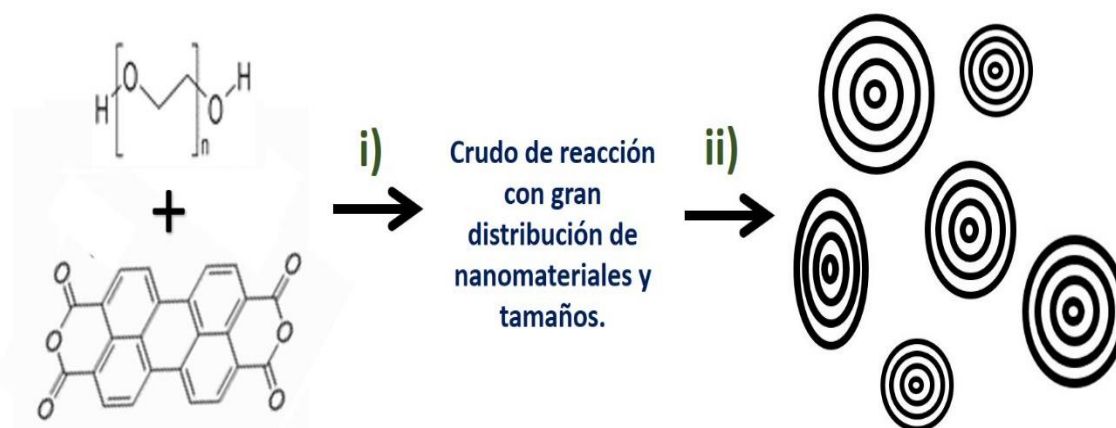 H
O
O
H
n
+
O
O
O
O
O
O
i)
Crudo de reacción
con gran
distribución de
nanomateriales y
tamaños.
ii)